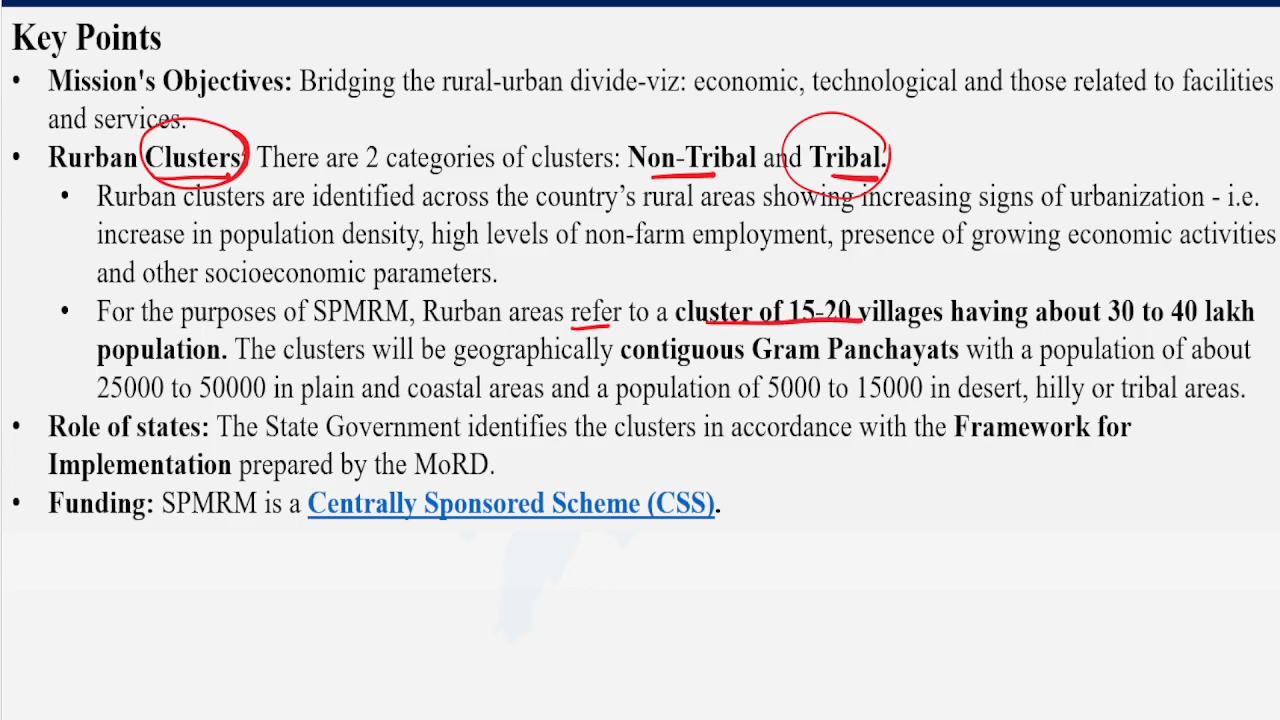 Key Points
• Mission's Objectives: Bridging the rural-urban divide-viz: economic, technological and those related to facilities
and services.
• Rurban Clusters: There are 2 categories of clusters: Non-Tribal and Tribal.
• Rurban clusters are identified across the country’s rural areas showing increasing signs of urbanization - i.e.
increase in population density, high levels of non-farm employment, presence of growing economic activities
and other socioeconomic parameters.
• For the purposes of SPMRM, Rurban areas refer to a cluster of 15-20 villages having about 30 to 40 lakh
population. The clusters will be geographically contiguous Gram Panchayats with a population of about
25000 to 50000 in plain and coastal areas and a population of 5000 to 15000 in desert, hilly or tribal areas.
• Role of states: The State Government identifies the clusters in accordance with the Framework for
Implementation prepared by the MoRD.
• Funding: SPMRM is a Centrally Sponsored Scheme (CSS).